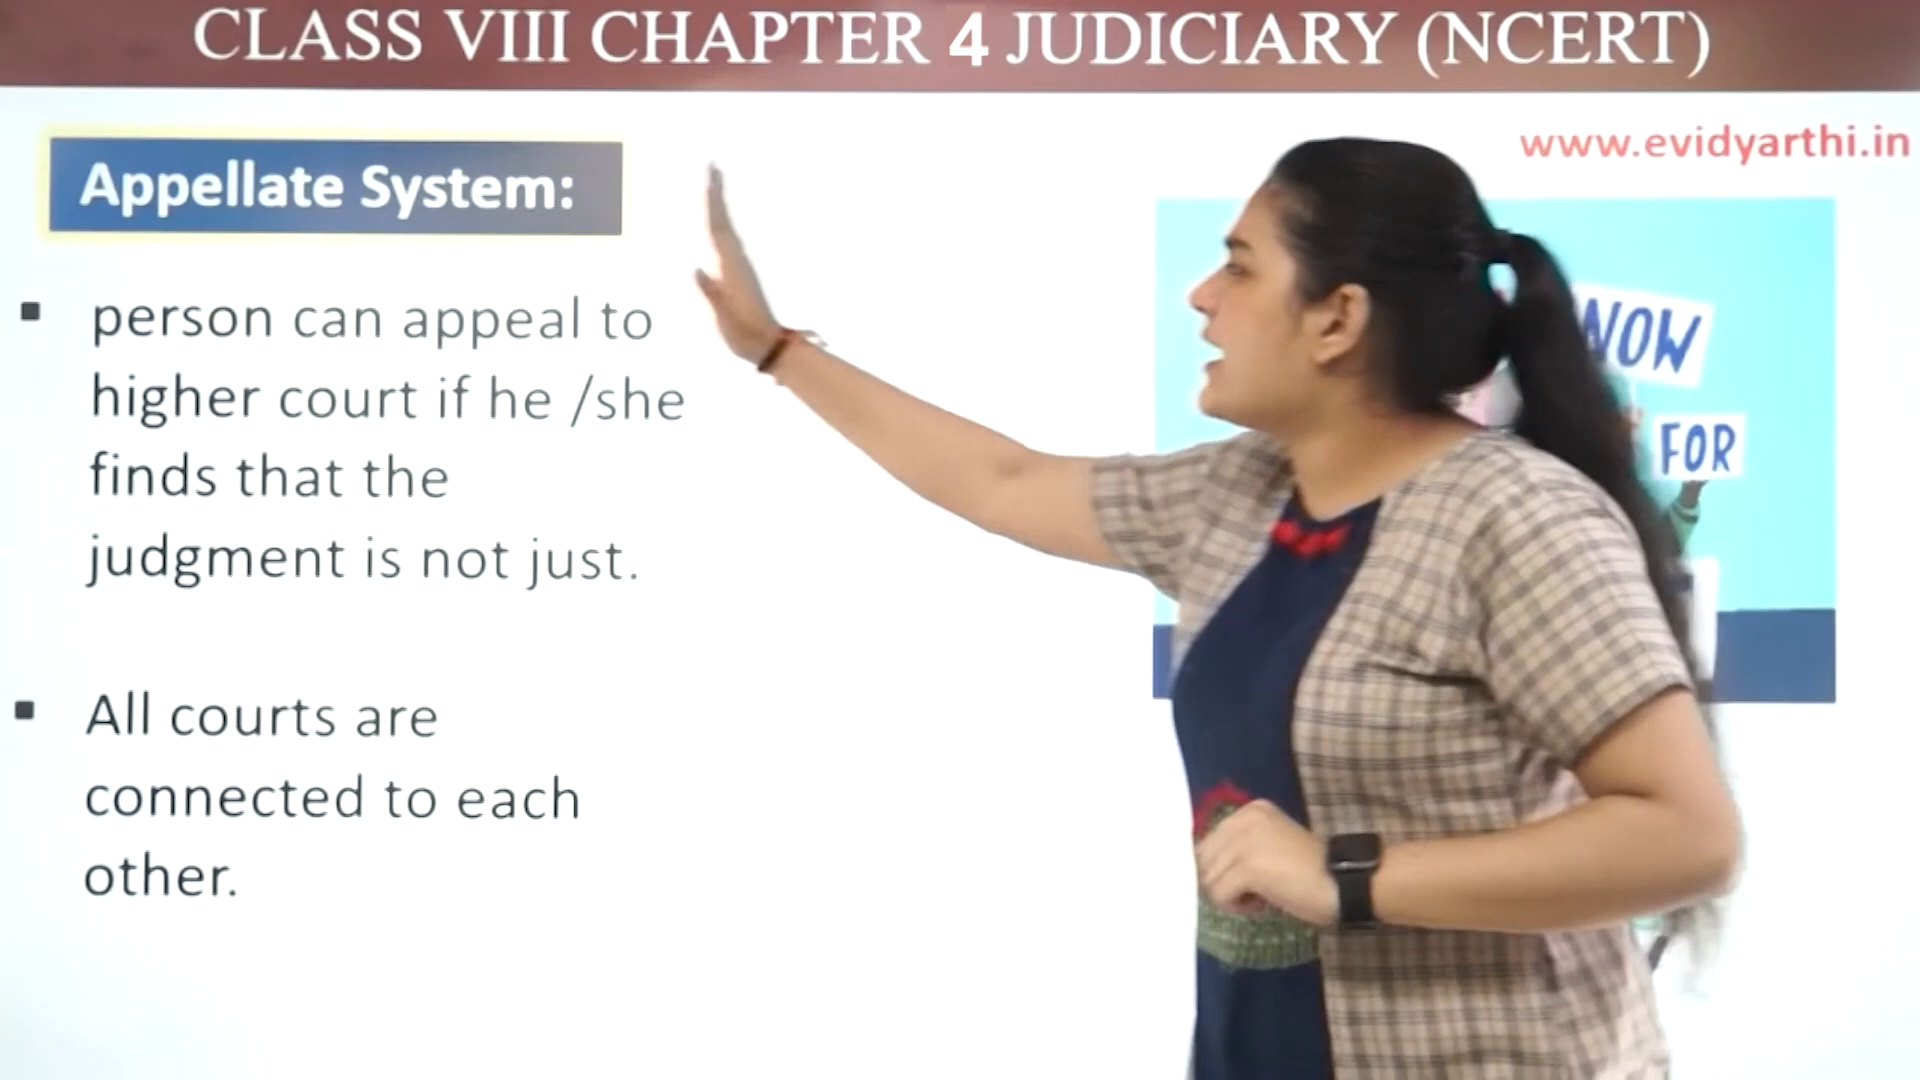 CLASS VIII CHAPTER 4 JUDICIARY (NCERT)
www.evidyarthi.in
Appellate System:
▪ person can appeal to
higher court if he /she
finds that the
judgment is not just.
▪ All courts are
connected to each
other.
NOW
FOR